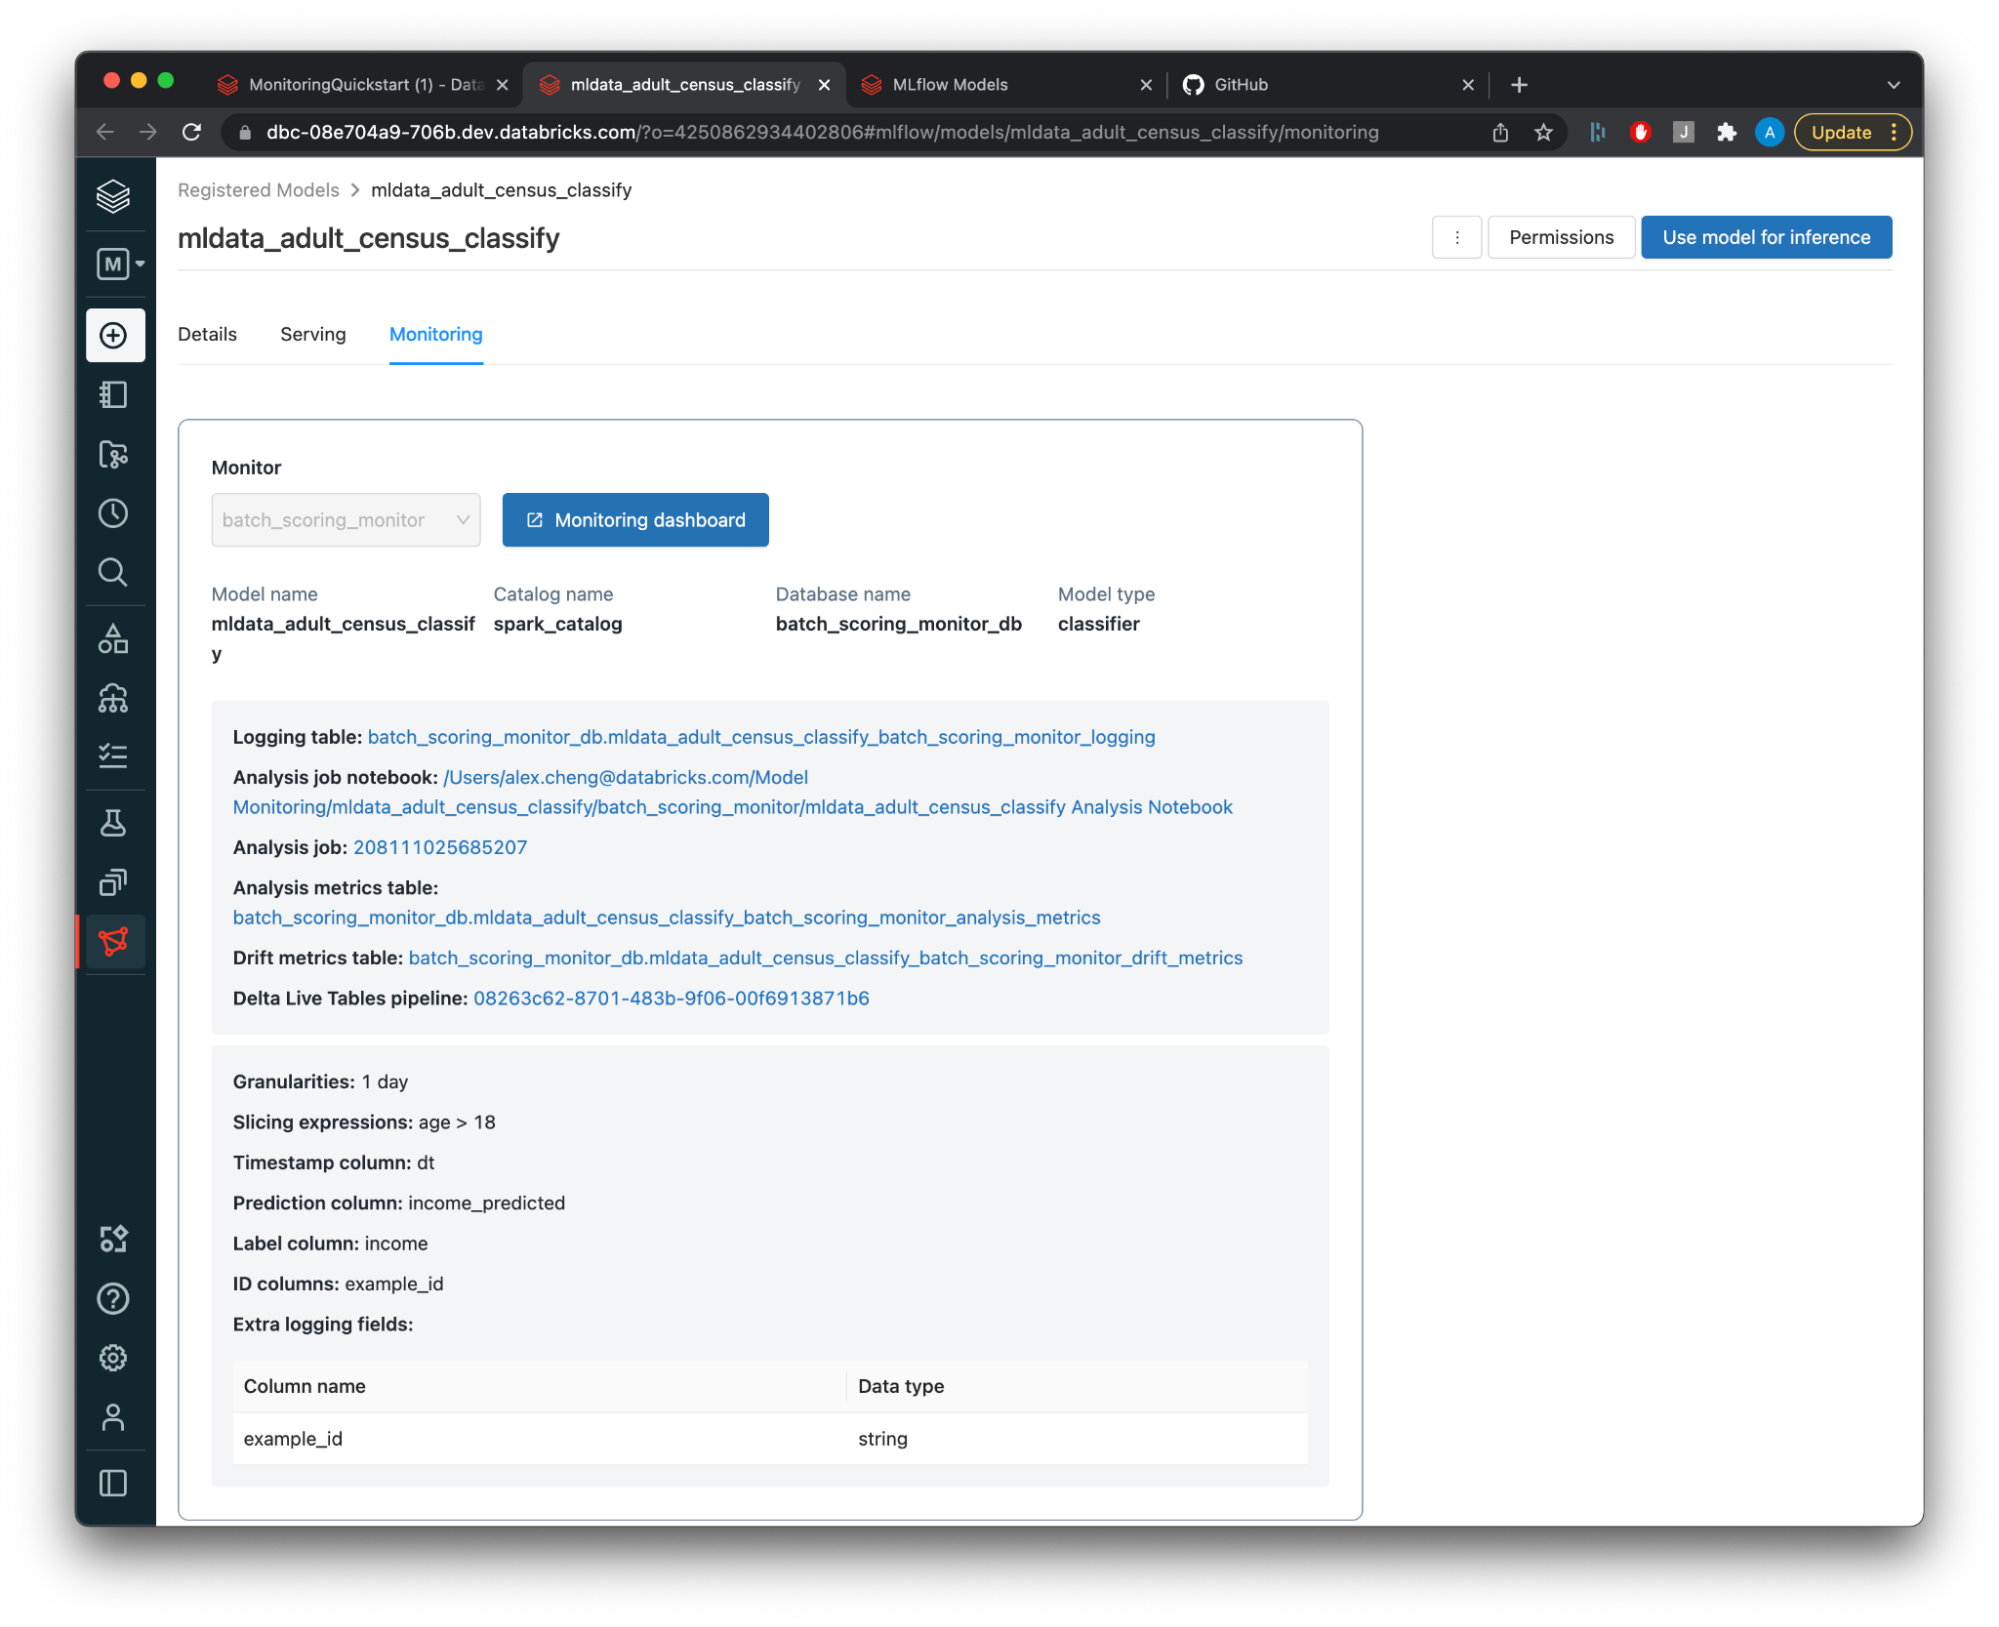 MonitoringQuickstart (1) - Data
mldata_adult_census_classify
MLflow Models
GitHub
dbc-08e704a9-706b.dev.databricks.com/?o=4250862934402806#mlflow/models/mldata_adult_census_classify/monitoring
J
A
Update
M
Registered Models > mldata_adult_census_classify
mldata_adult_census_classify
Permissions
Use model for inference
Details
Serving
Monitoring
Monitor
batch_scoring_monitor
Monitoring dashboard
Model name
Catalog name
Database name
Model type
mldata_adult_census_classif
y
spark_catalog
batch_scoring_monitor_db
classifier
Logging table: batch_scoring_monitor_db.mldata_adult_census_classify_batch_scoring_monitor_logging
Analysis job notebook: /Users/alex.cheng@databricks.com/Model
Monitoring/mldata_adult_census_classify/batch_scoring_monitor/mldata_adult_census_classify Analysis Notebook
Analysis job: 208111025685207
Analysis metrics table:
batch_scoring_monitor_db.mldata_adult_census_classify_batch_scoring_monitor_analysis_metrics
Drift metrics table: batch_scoring_monitor_db.mldata_adult_census_classify_batch_scoring_monitor_drift_metrics
Delta Live Tables pipeline: 08263c62-8701-483b-9f06-00f6913871b6
Granularities: 1 day
Slicing expressions: age > 18
Timestamp column: dt
Prediction column: income_predicted
Label column: income
ID columns: example_id
Extra logging fields:
Column name
Data type
example_id
string